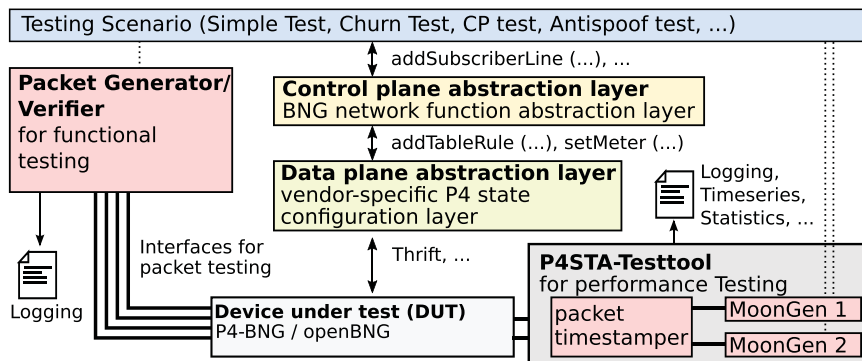 Testing Scenario (Simple Test, Churn Test, CP test, Antispoof test, ...)
addSubscriberLine (...), ...
Packet Generator/
Verifier
for functional
testing
Control plane abstraction layer
BNG network function abstraction layer
addTableRule (...), setMeter (...)
Data plane abstraction layer
vendor-specific P4 state
configuration layer
Logging,
Timeseries,
Statistics, ...
Interfaces for
packet testing
Thrift, ...
Logging
P4STA-Testtool
for performance Testing
Device under test (DUT)
P4-BNG / openBNG
packet
timestamper
MoonGen 1
MoonGen 2